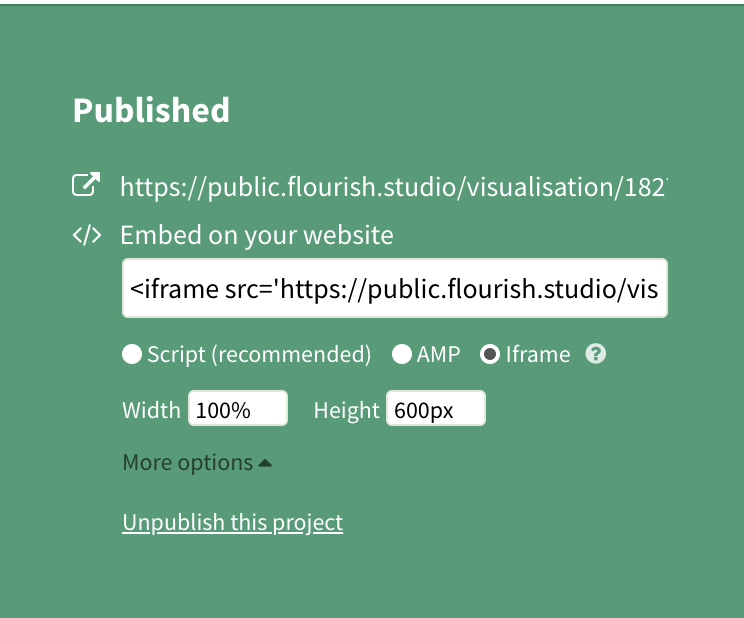 Published
https://public.flourish.studio/visualisation/182
</> Embed on your website
<iframe src='https://public.flourish.studio/vis
Script (recommended) AMP Iframe ?
Width 100% Height 600px
More options
Unpublish this project